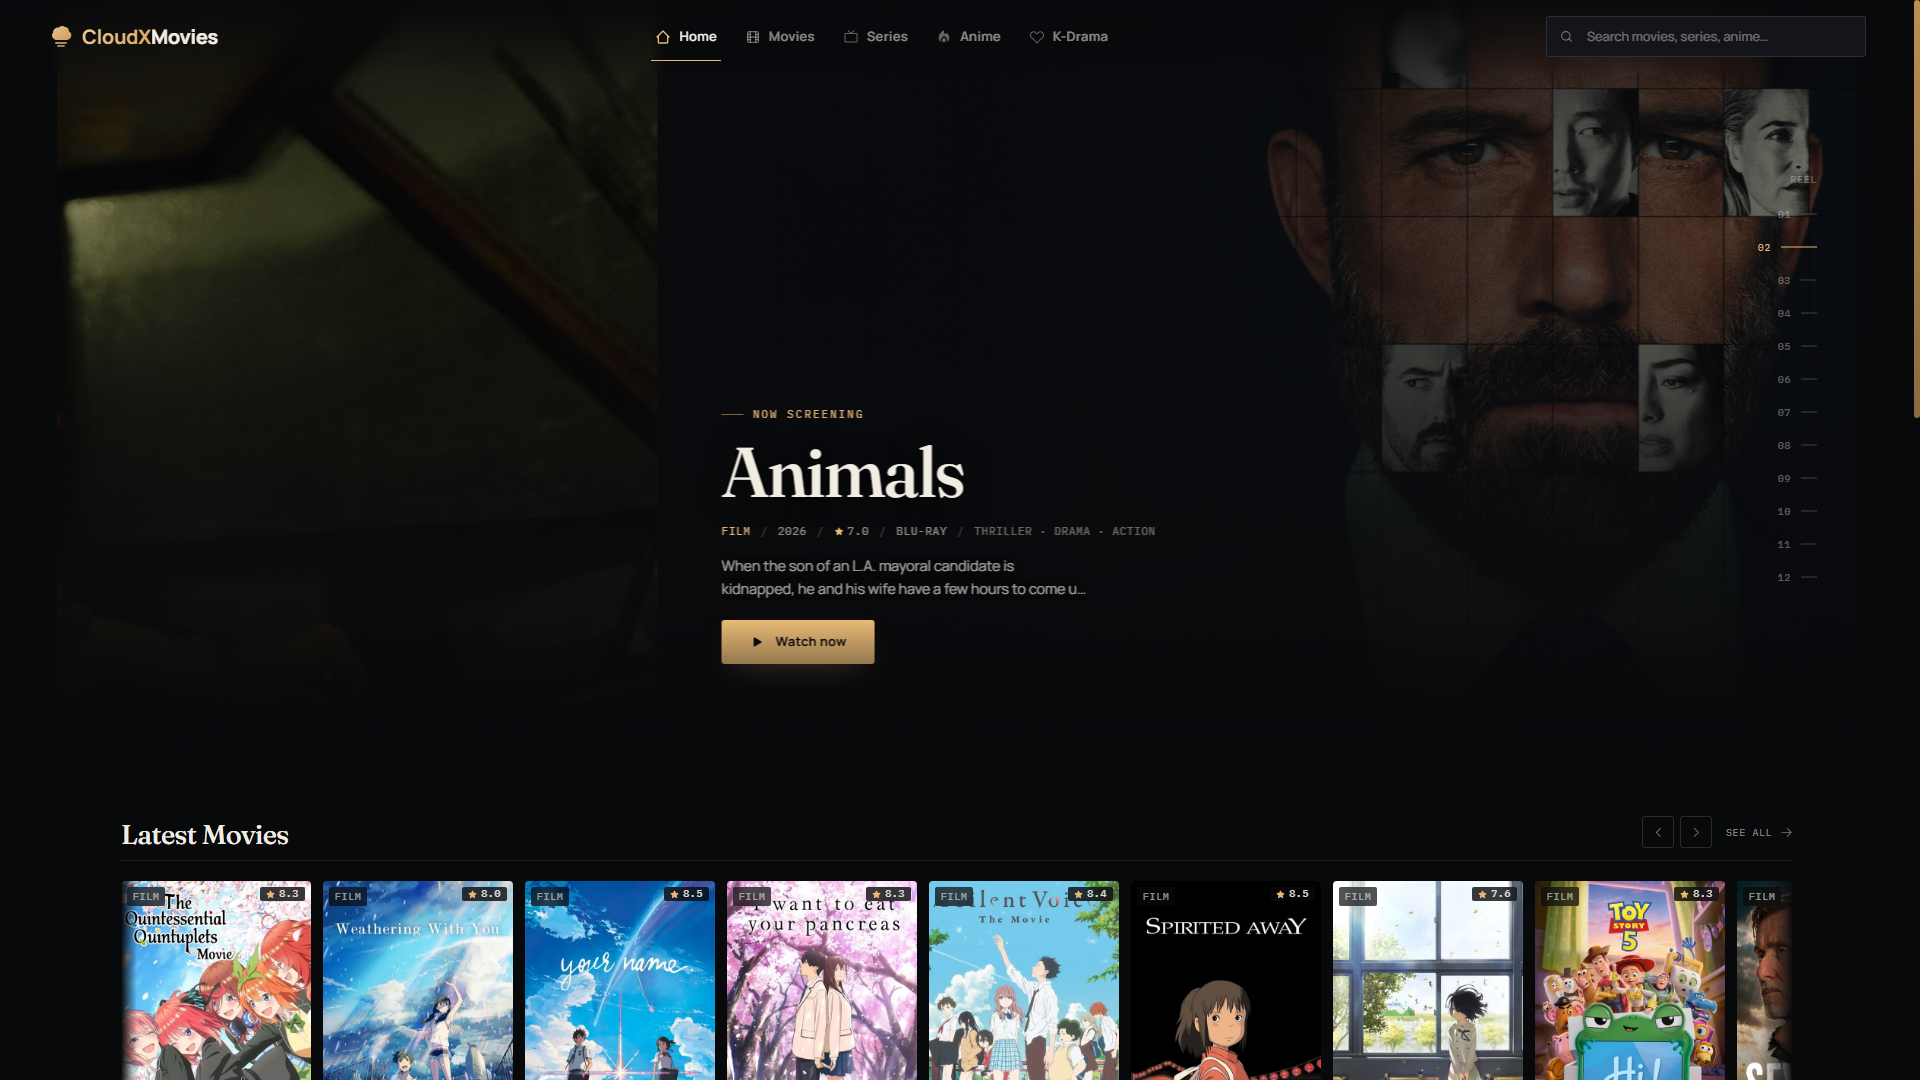 CloudXMovies
Home
Movies
Series
Anime
K-Drama
Search movies, series, anime...
REEL
01
02
03
04
05
06
07
08
09
10
11
12
NOW SCREENING
Animals
FILM / 2026 / ★ 7.0 / BLU-RAY / THRILLER · DRAMA · ACTION
When the son of an L.A. mayoral candidate is
kidnapped, he and his wife have a few hours to come u...
Watch now
Latest Movies
SEE ALL
FILM
8.3
The
Quintessential
Quintuplets
Movie
FILM
8.0
Weathering With You
FILM
8.5
your name.
FILM
8.3
I want to eat
your pancreas
FILM
8.4
Silent Voice
The Movie
FILM
8.5
SPIRITED AWAY
FILM
7.6
FILM
8.3
TOY
STORY
5
Hi!
FILM